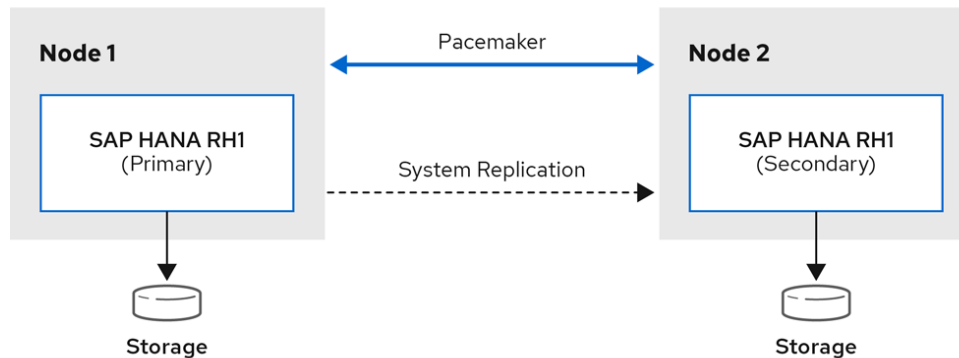 Node 1
Pacemaker
Node 2
SAP HANA RH1
(Primary)
System Replication
SAP HANA RH1
(Secondary)
Storage
Storage